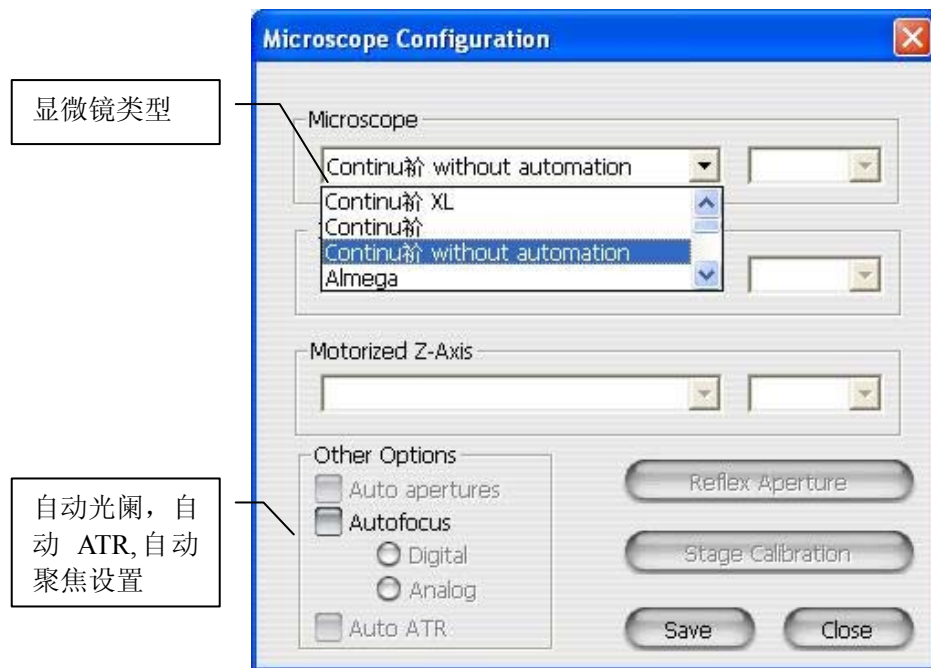 Microscope Configuration
显微镜类型
Microscope
Continu祄 without automation
Continu祄 XL
Continu祄
Continu祄 without automation
Almega
Motorized Z-Axis
Other Options
Auto apertures
Autofocus
Digital
Analog
Auto ATR
Reflex Aperture
Stage Calibration
Save
Close
自动光阑，自
动 ATR,自动
聚焦设置